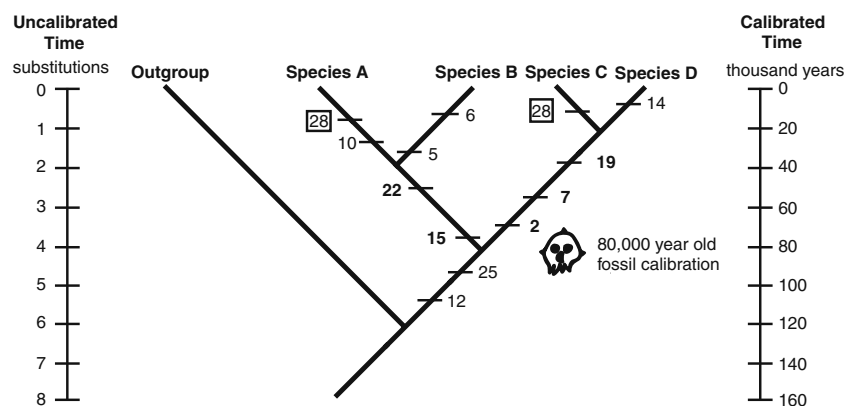 Uncalibrated
Time
substitutions
Calibrated
Time
thousand years
Outgroup
Species A
Species B
Species C
Species D
0
1
2
3
4
5
6
7
8
28
10
6
5
22
15
28
14
19
7
2
25
12
80,000 year old
fossil calibration
0
20
40
60
80
100
120
140
160